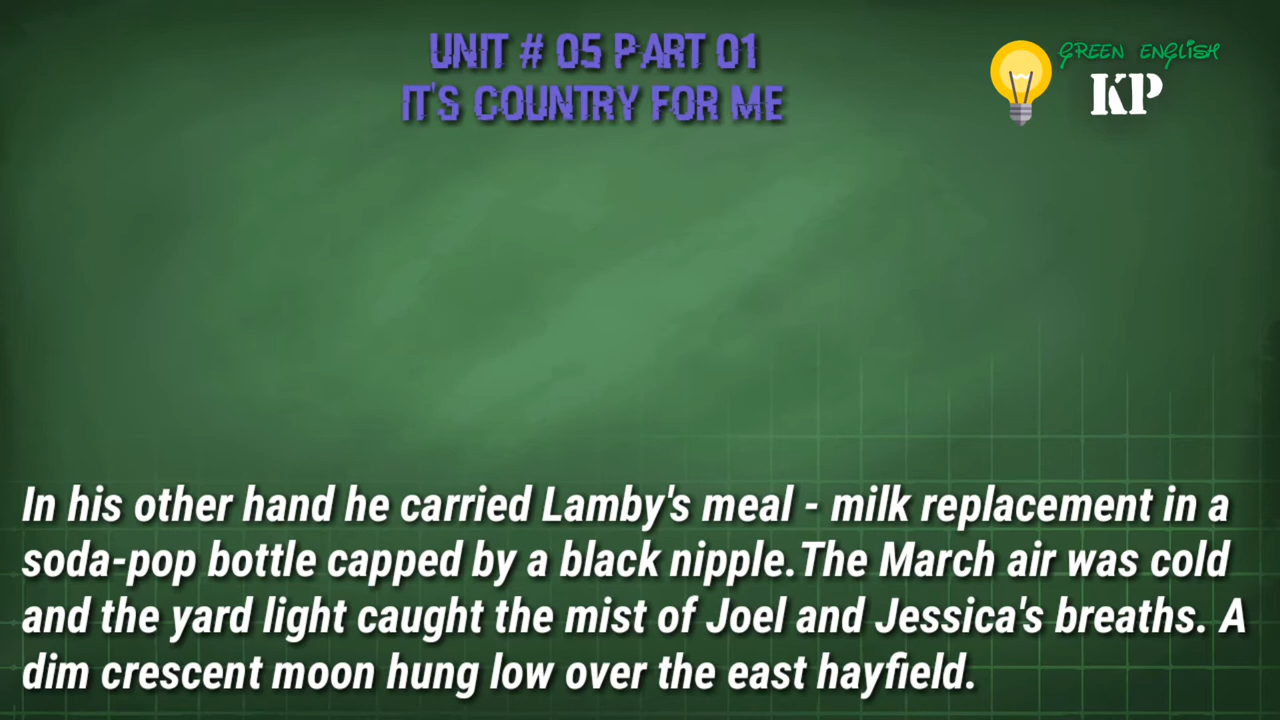 UNIT # 05 PART 01
IT'S COUNTRY FOR ME
GREEN ENGLISH
KP
In his other hand he carried Lamby's meal - milk replacement in a
soda-pop bottle capped by a black nipple.The March air was cold
and the yard light caught the mist of Joel and Jessica's breaths. A
dim crescent moon hung low over the east hayfield.